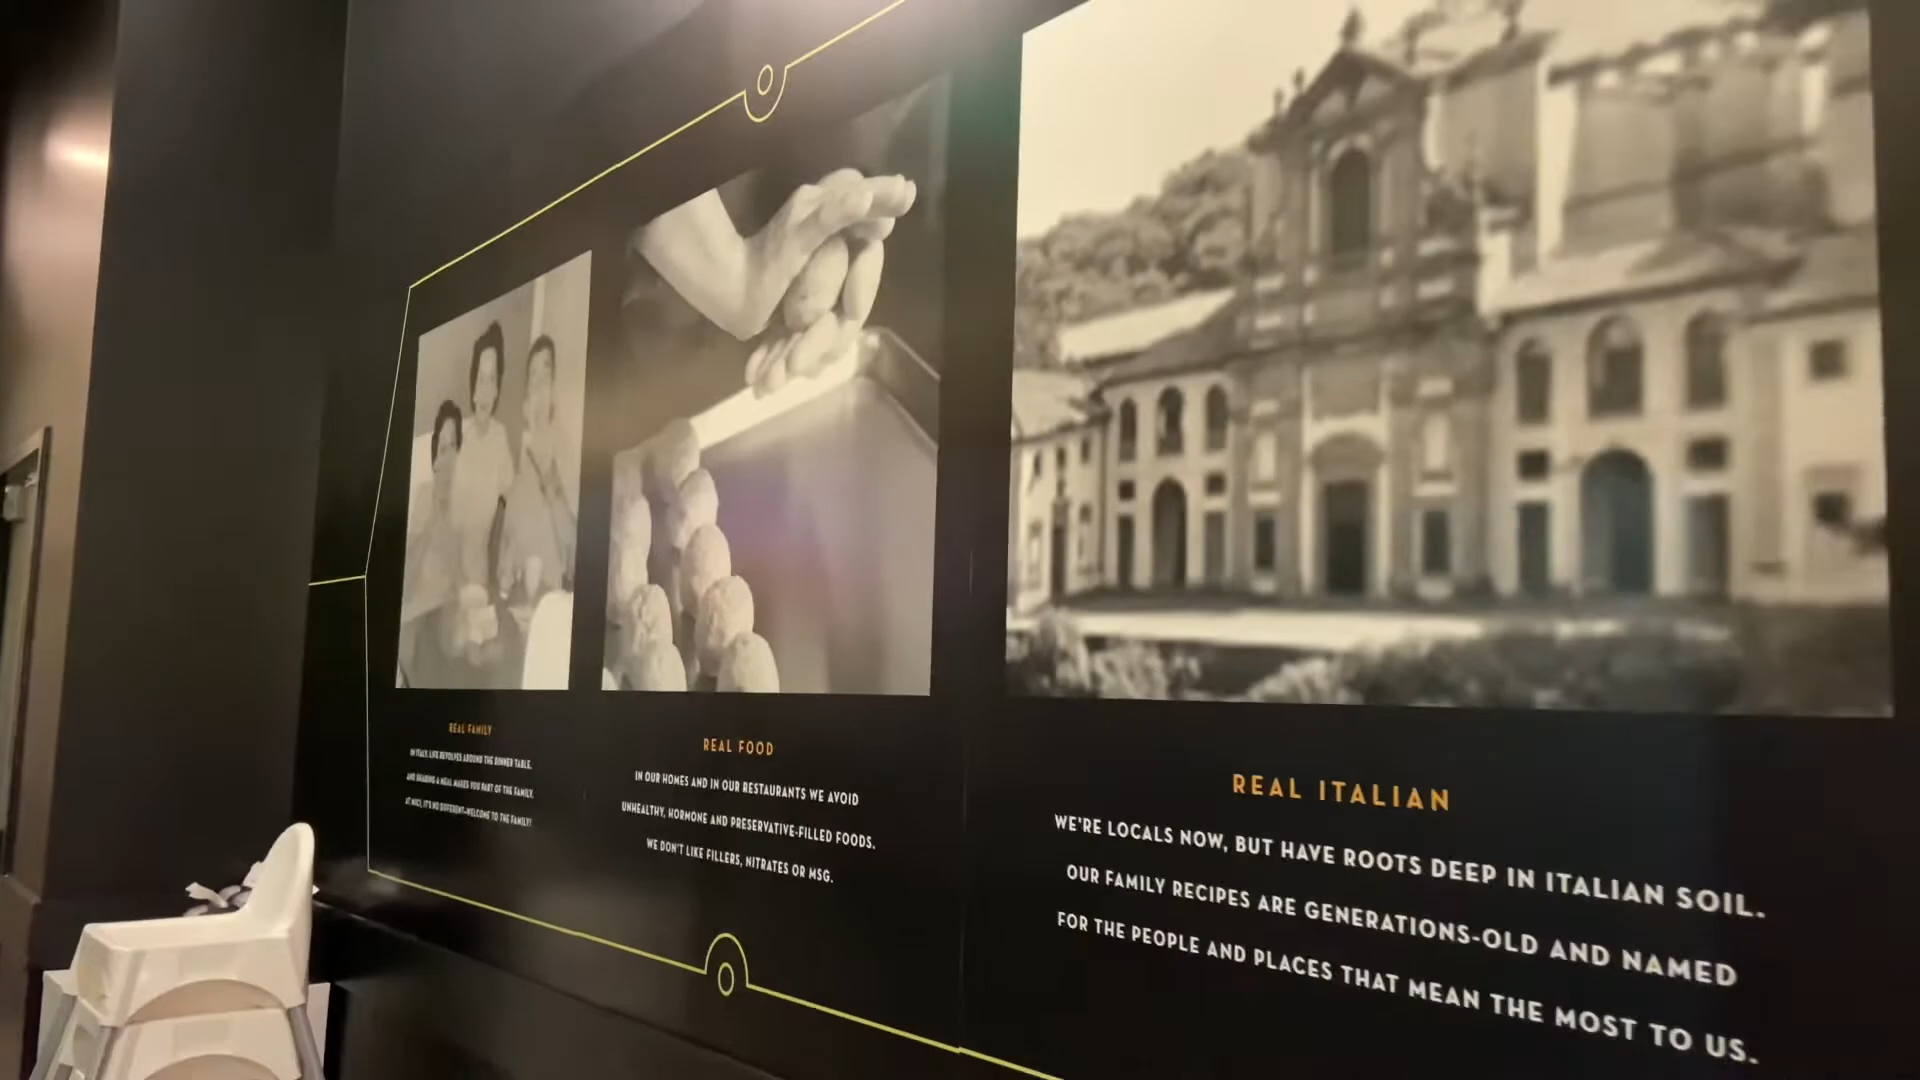 REAL FAMILY
IN ITALY, LIFE REVOLVES AROUND THE DINNER TABLE,
AND SHARING A MEAL MAKES YOU PART OF THE FAMILY.
AT NICI, IT'S NO DIFFERENT—WELCOME TO THE FAMILY!
REAL FOOD
IN OUR HOMES AND IN OUR RESTAURANTS WE AVOID
UNHEALTHY, HORMONE AND PRESERVATIVE-FILLED FOODS.
WE DON'T LIKE FILLERS, NITRATES OR MSG.
REAL ITALIAN
WE'RE LOCALS NOW, BUT HAVE ROOTS DEEP IN ITALIAN SOIL.
OUR FAMILY RECIPES ARE GENERATIONS-OLD AND NAMED
FOR THE PEOPLE AND PLACES THAT MEAN THE MOST TO US.